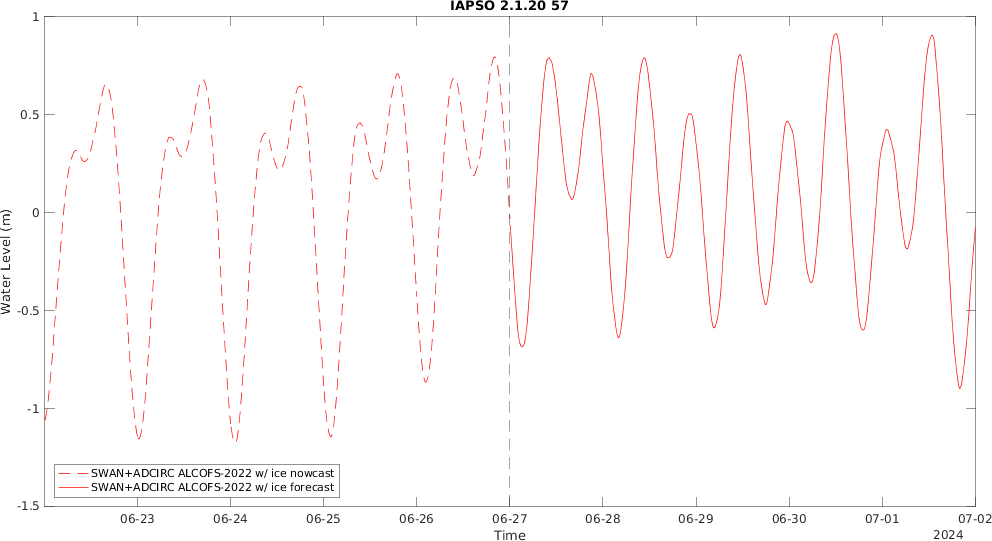 IAPSO 2.1.20 57
1
0.5
0
-0.5
-1
-1.5
Water Level (m)
SWAN+ADCIRC ALCOFS-2022 w/ ice nowcast
SWAN+ADCIRC ALCOFS-2022 w/ ice forecast
06-23 06-24 06-25 06-26 06-27 06-28 06-29 06-30 07-01 07-02
Time
2024